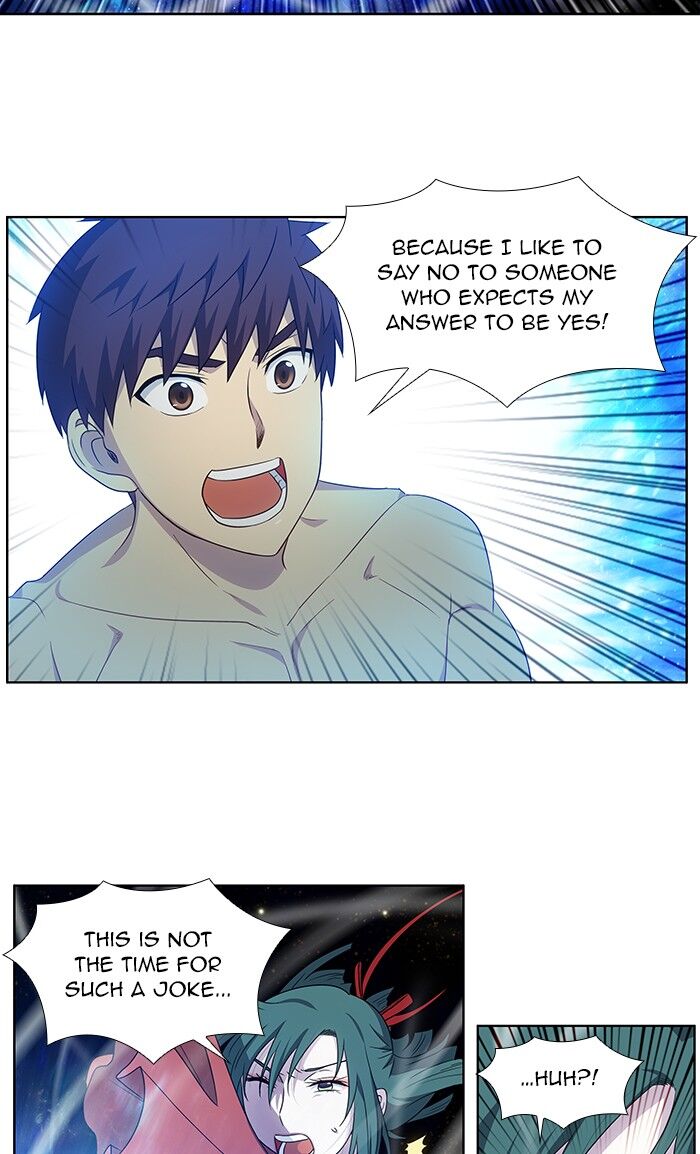 BECAUSE I LIKE TO
SAY NO TO SOMEONE
WHO EXPECTS MY
ANSWER TO BE YES!
THIS IS NOT
THE TIME FOR
SUCH A JOKE...
...HUH?!